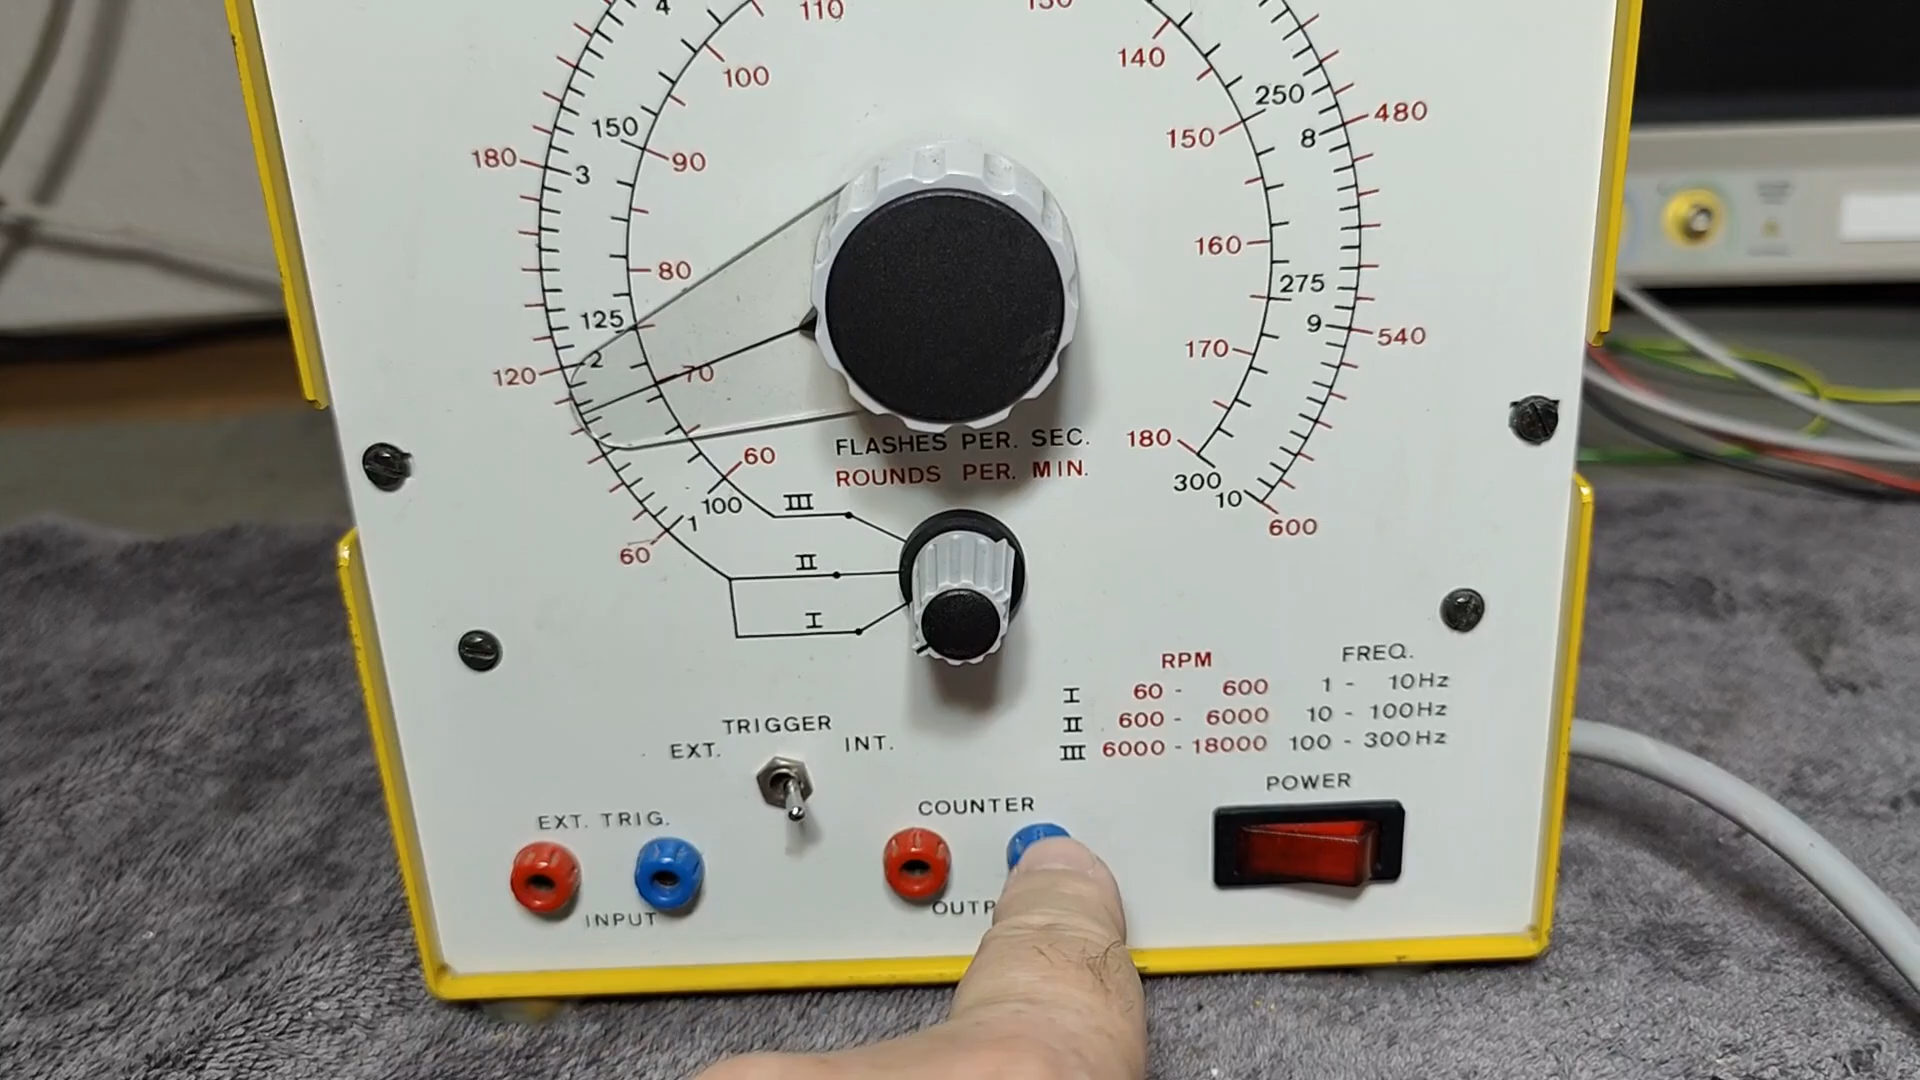 4
110
130
140
100
250
480
150
8
150
180
3
90
160
80
275
125
9
540
170
2
120
70
FLASHES PER. SEC.
180
60
ROUNDS PER. MIN.
300
10
100
III
1
600
60
II
I
RPM FREQ.
I 60 - 600 1 - 10Hz
II 600 - 6000 10 - 100Hz
III 6000 - 18000 100 - 300Hz
TRIGGER
EXT. INT.
POWER
COUNTER
EXT. TRIG.
INPUT